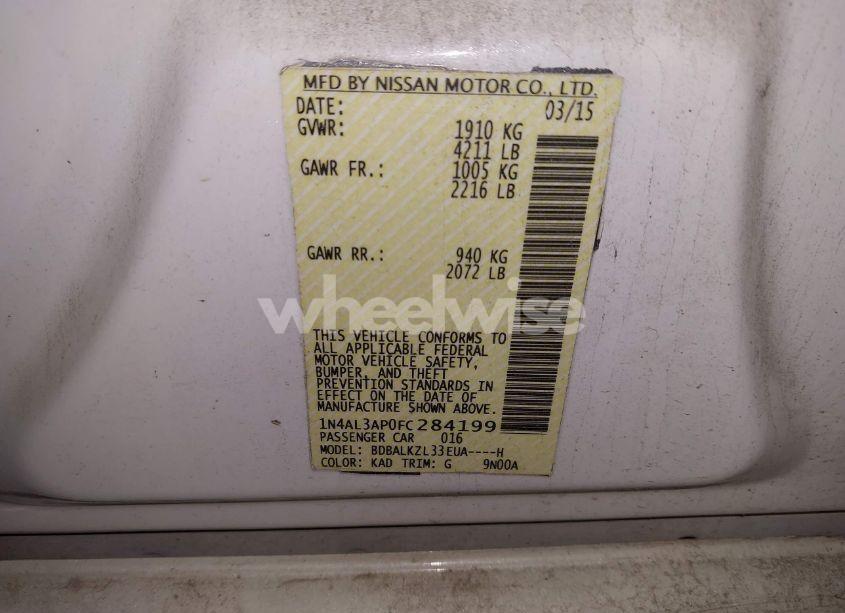 MFD BY NISSAN MOTOR CO., LTD.
DATE: 03/15
GVWR: 1910 KG
4211 LB
GAWR FR.: 1005 KG
2216 LB
GAWR RR.: 940 KG
2072 LB
wheelwise
THIS VEHICLE CONFORMS TO
ALL APPLICABLE FEDERAL
MOTOR VEHICLE SAFETY,
BUMPER, AND THEFT
PREVENTION STANDARDS IN
EFFECT ON THE DATE OF
MANUFACTURE SHOWN ABOVE.
1N4AL3AP0FC284199
PASSENGER CAR 016
MODEL: BDBALKZL33EUA----H
COLOR: KAD TRIM: G 9N00A